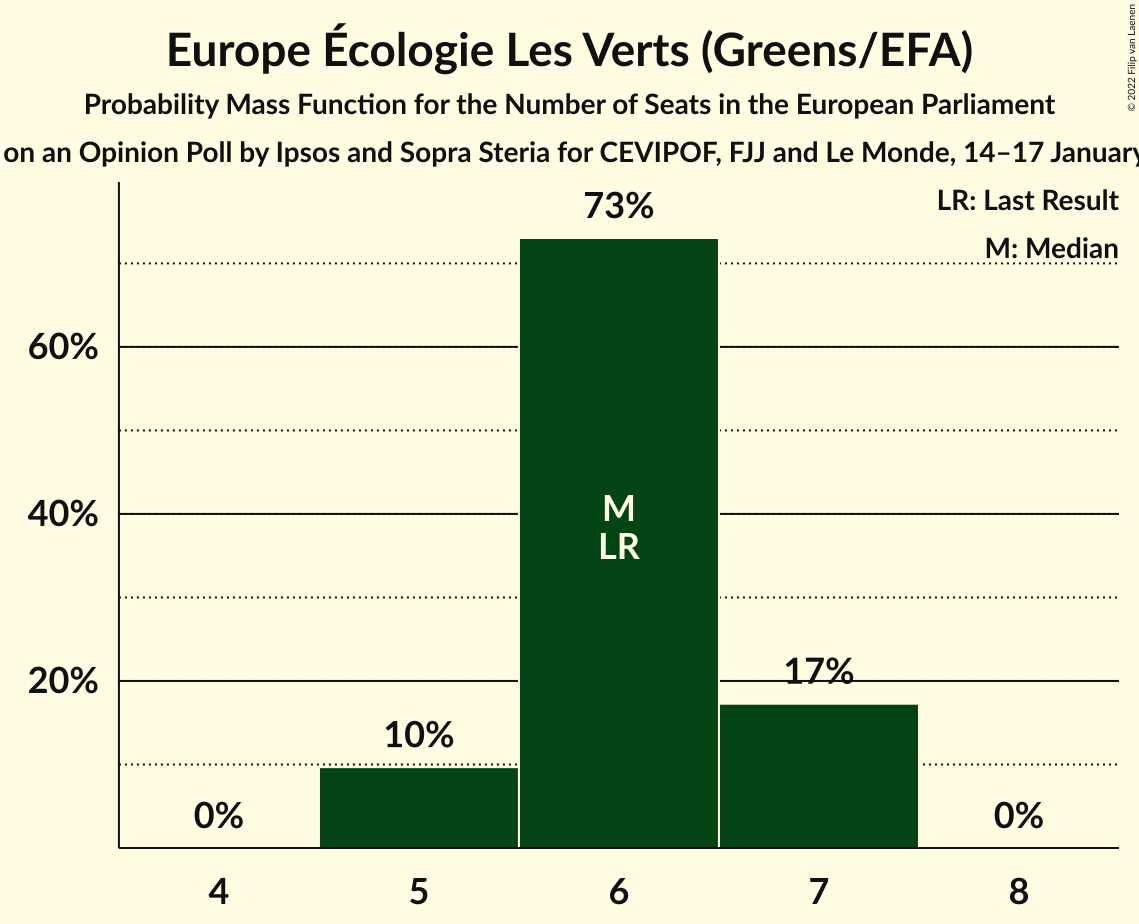 Europe Écologie Les Verts (Greens/EFA)
Probability Mass Function for the Number of Seats in the European Parliament
on an Opinion Poll by Ipsos and Sopra Steria for CEVIPOF, FJJ and Le Monde, 14–17 January
© 2022 Filip van Laenen
LR: Last Result
M: Median
73%
60%
40%
20%
M
LR
17%
10%
0%
0%
4
5
6
7
8